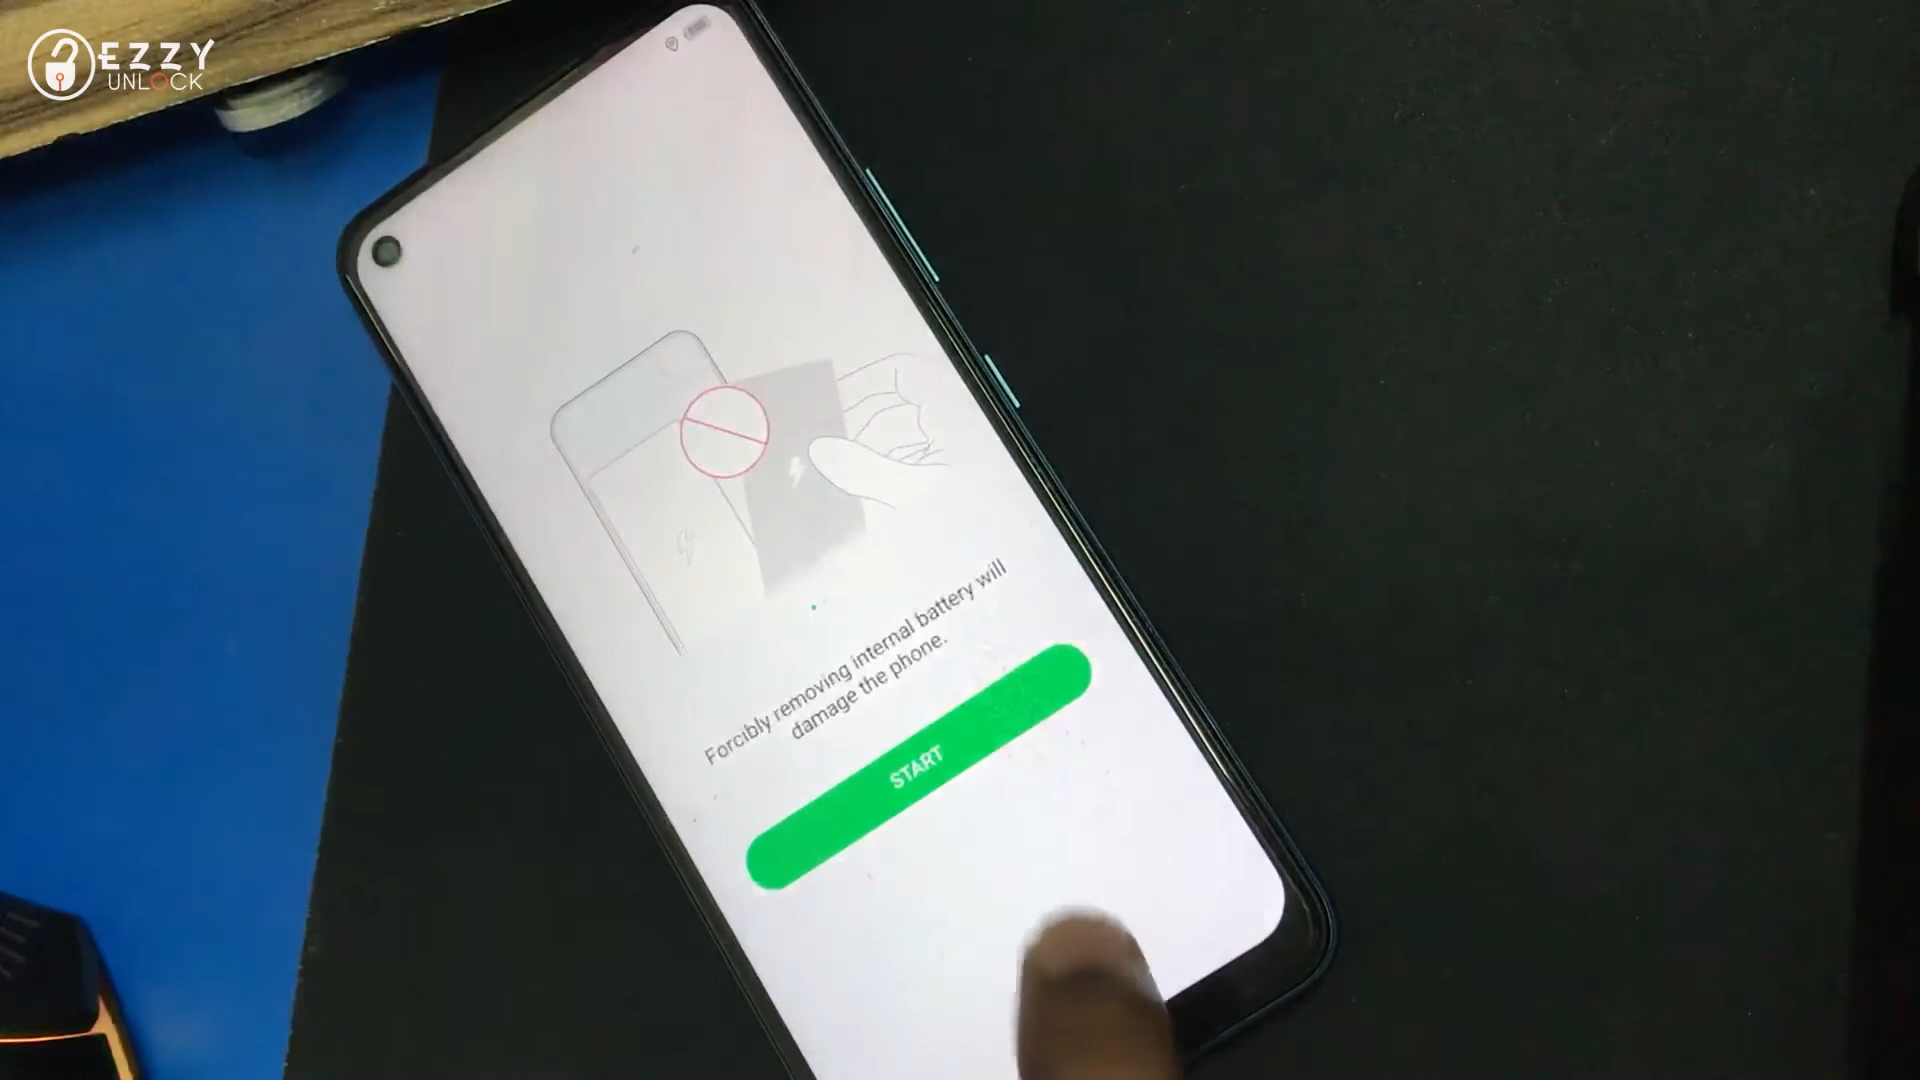 EZZY
UNLOCK
Forcibly removing internal battery will
damage the phone.
START